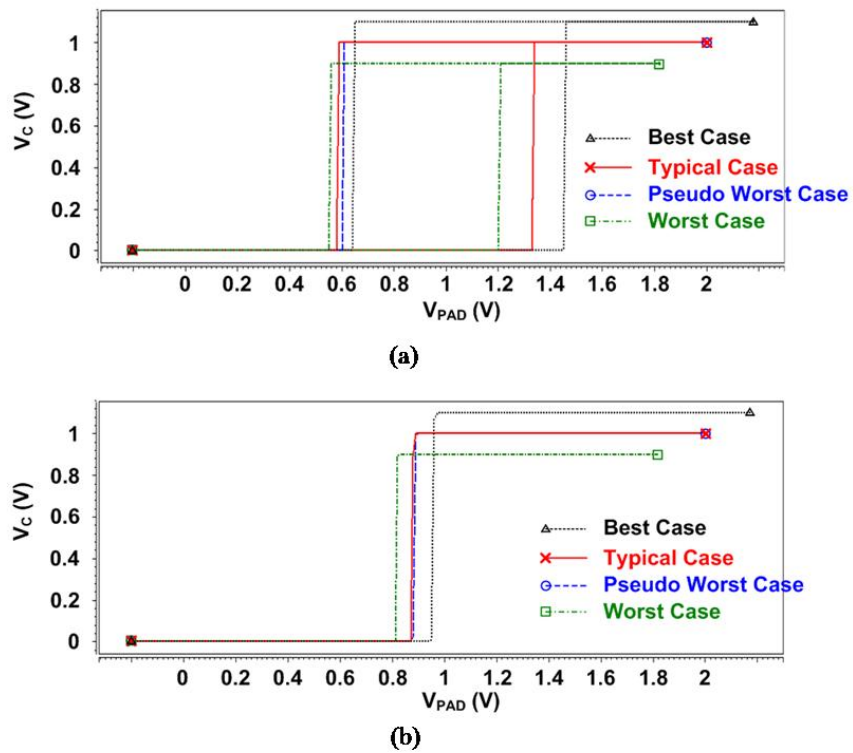 1
0.8
0.6
0.4
0.2
0
V_C (V)
Best Case
Typical Case
Pseudo Worst Case
Worst Case
0 0.2 0.4 0.6 0.8 1 1.2 1.4 1.6 1.8 2
V_PAD (V)
(a)
1
0.8
0.6
0.4
0.2
0
V_C (V)
Best Case
Typical Case
Pseudo Worst Case
Worst Case
0 0.2 0.4 0.6 0.8 1 1.2 1.4 1.6 1.8 2
V_PAD (V)
(b)